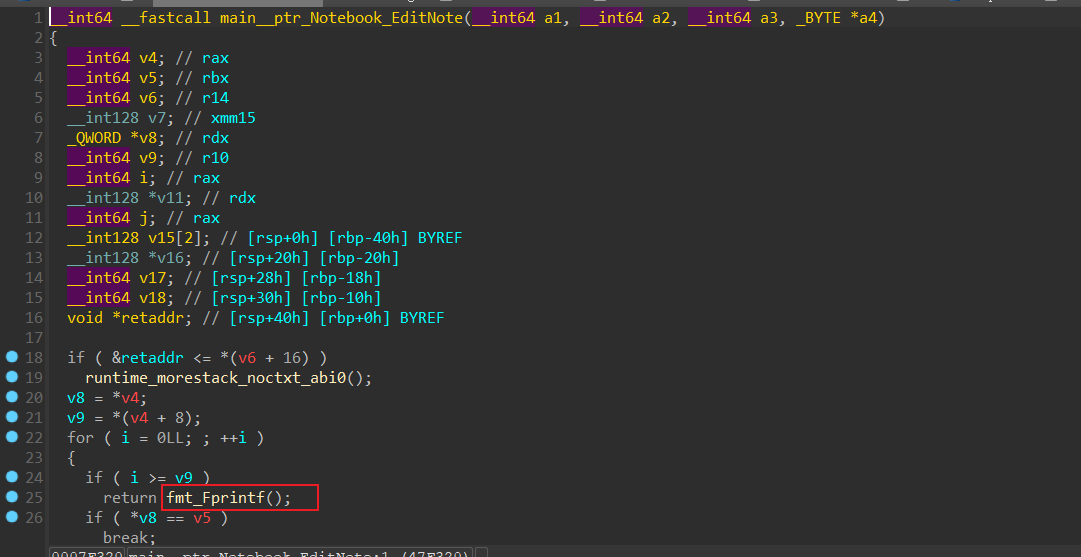 1 __int64 __fastcall main__ptr_Notebook_EditNote(__int64 a1, __int64 a2, __int64 a3, _BYTE *a4)
2 {
3 __int64 v4; // rax
4 __int64 v5; // rbx
5 __int64 v6; // r14
6 __int128 v7; // xmm15
7 _QWORD *v8; // rdx
8 __int64 v9; // r10
9 __int64 i; // rax
10 __int128 *v11; // rdx
11 __int64 j; // rax
12 __int128 v15[2]; // [rsp+0h] [rbp-40h] BYREF
13 __int128 *v16; // [rsp+20h] [rbp-20h]
14 __int64 v17; // [rsp+28h] [rbp-18h]
15 __int64 v18; // [rsp+30h] [rbp-10h]
16 void *retaddr; // [rsp+40h] [rbp+0h] BYREF
17
18 if ( &retaddr <= *(v6 + 16) )
19 runtime_morestack_noctxt_abi0();
20 v8 = *v4;
21 v9 = *(v4 + 8);
22 for ( i = 0LL; ; ++i )
23 {
24 if ( i >= v9 )
25 return fmt_Fprintf();
26 if ( *v8 == v5 )
break;
0007F320 main__ptr_Notebook_EditNote:1 (47F320)